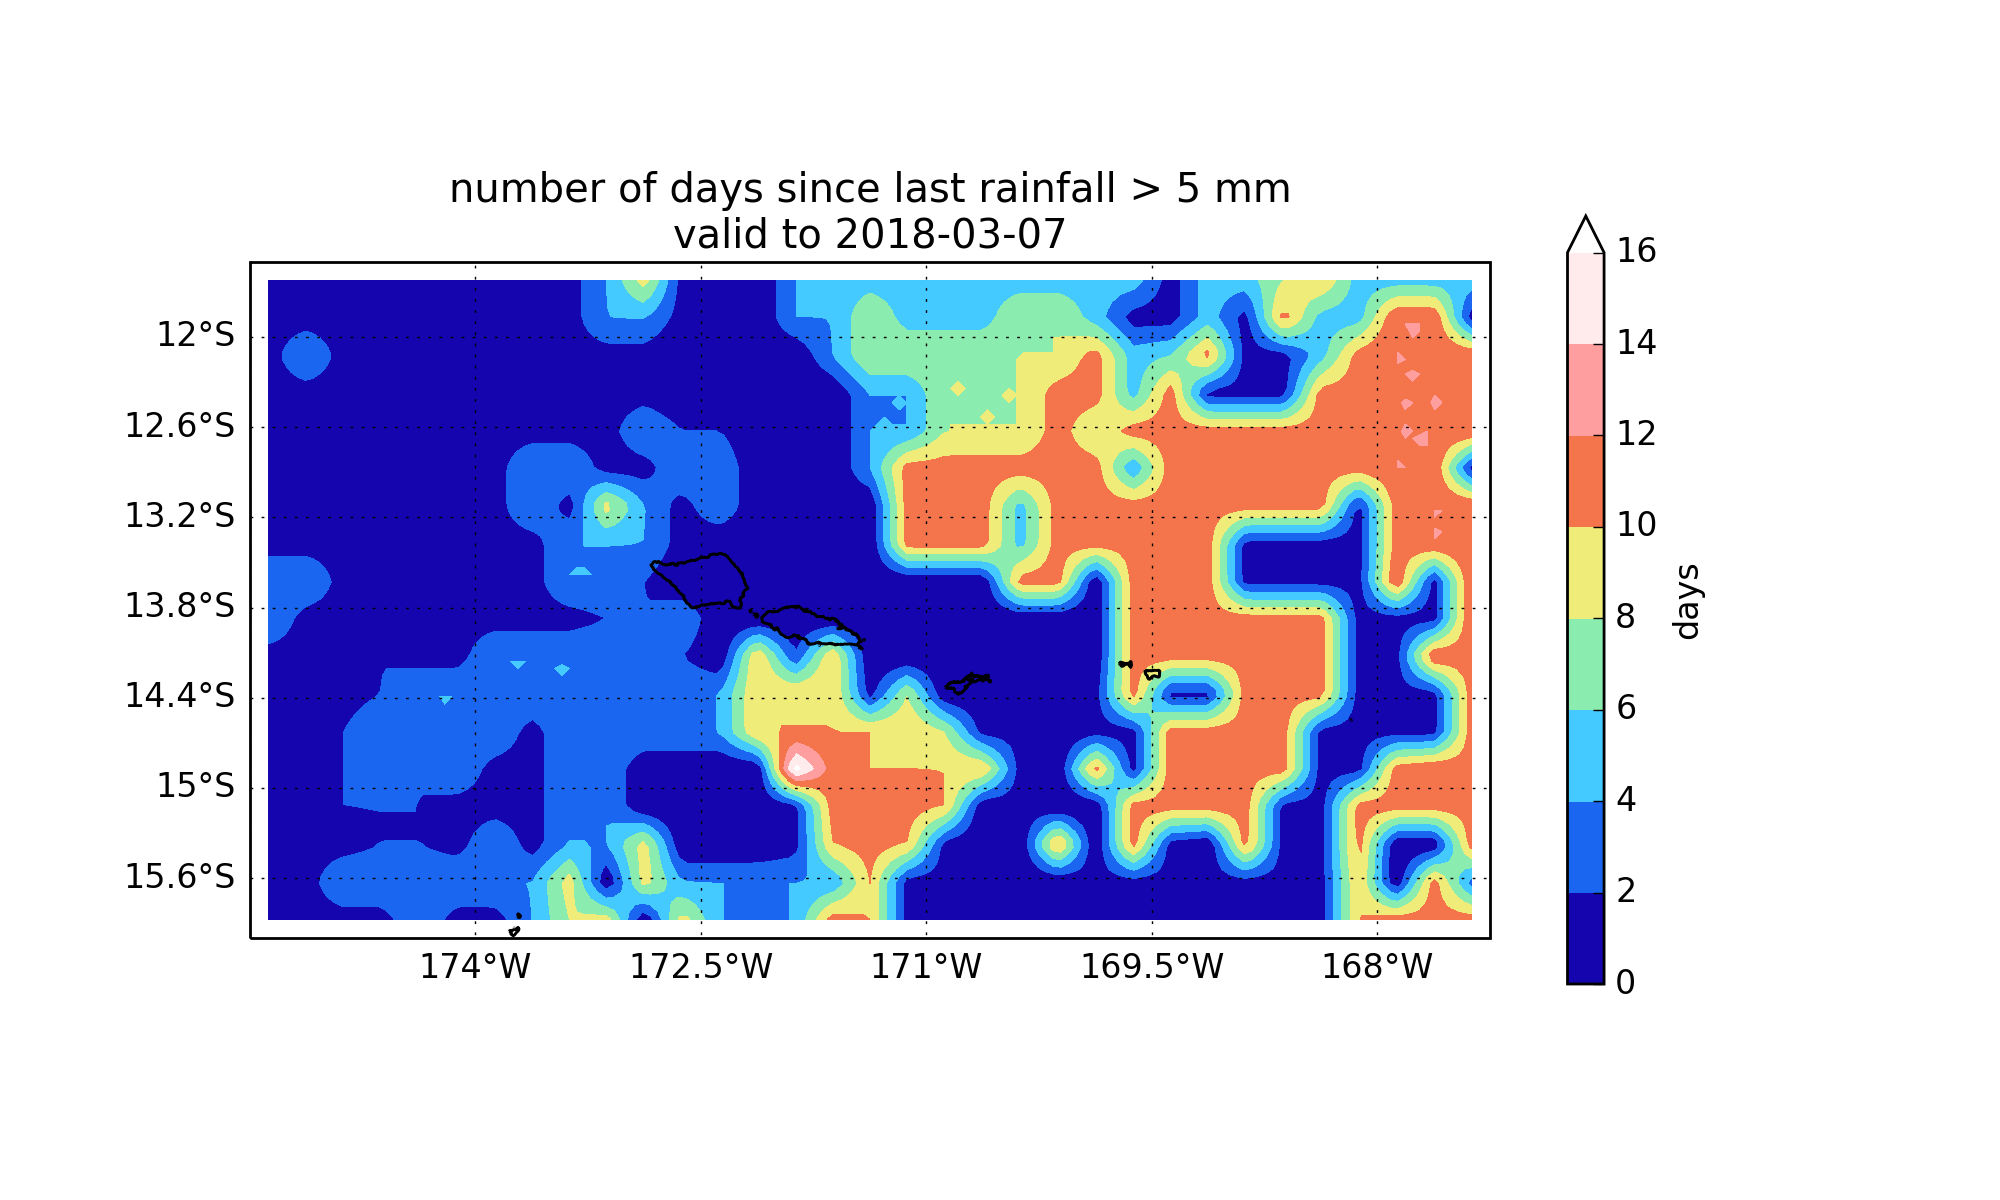 number of days since last rainfall > 5 mm
valid to 2018-03-07
12°S
12.6°S
13.2°S
13.8°S
14.4°S
15°S
15.6°S
174°W
172.5°W
171°W
169.5°W
168°W
16
14
12
10
8
6
4
2
0
days